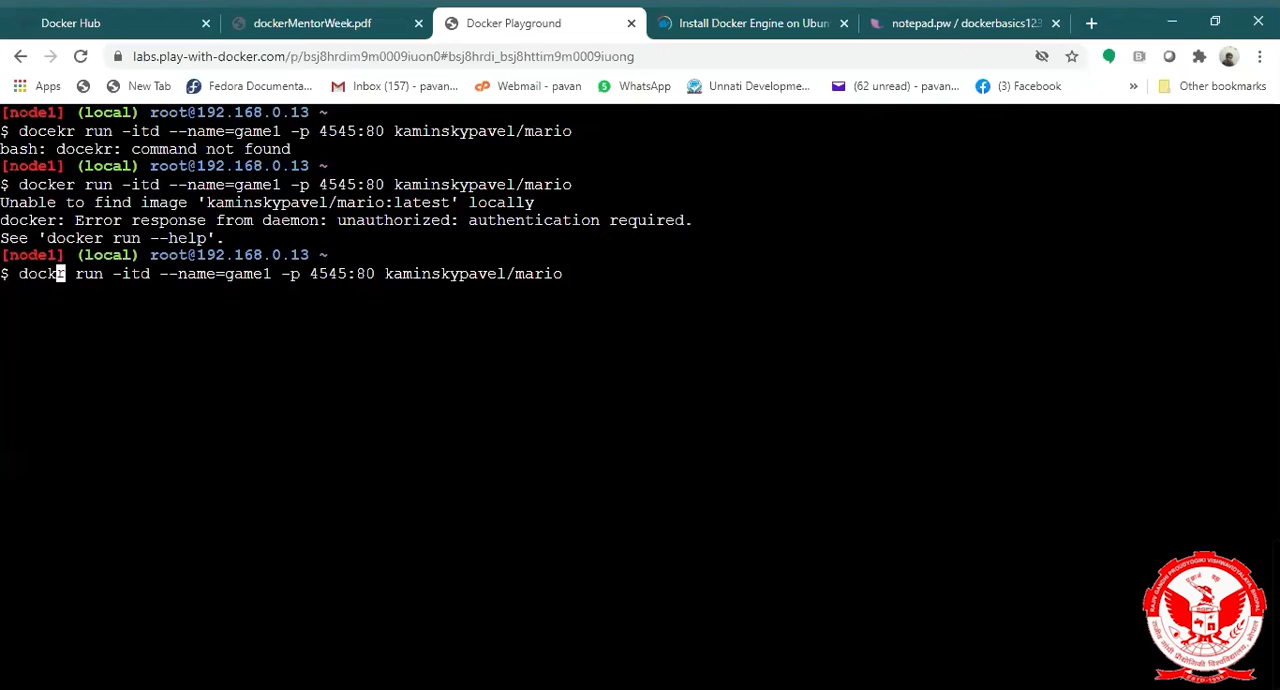 Docker Hub
dockerMentorWeek.pdf
Docker Playground
Install Docker Engine on Ubun
notepad.pw / dockerbasics123
labs.play-with-docker.com/p/bsj8hrdim9m0009iuon0#bsj8hrdi_bsj8httim9m0009iuong
Apps
New Tab
Fedora Documenta...
Inbox (157) - pavan...
Webmail - pavan...
WhatsApp
Unnati Developme...
(62 unread) - pavan...
(3) Facebook
Other bookmarks
[node1] (local) root@192.168.0.13 ~
$ docekr run -itd --name=game1 -p 4545:80 kaminskypavel/mario
bash: docekr: command not found
[node1] (local) root@192.168.0.13 ~
$ docker run -itd --name=game1 -p 4545:80 kaminskypavel/mario
Unable to find image 'kaminskypavel/mario:latest' locally
docker: Error response from daemon: unauthorized: authentication required.
See 'docker run --help'.
[node1] (local) root@192.168.0.13 ~
$ dockr run -itd --name=game1 -p 4545:80 kaminskypavel/mario